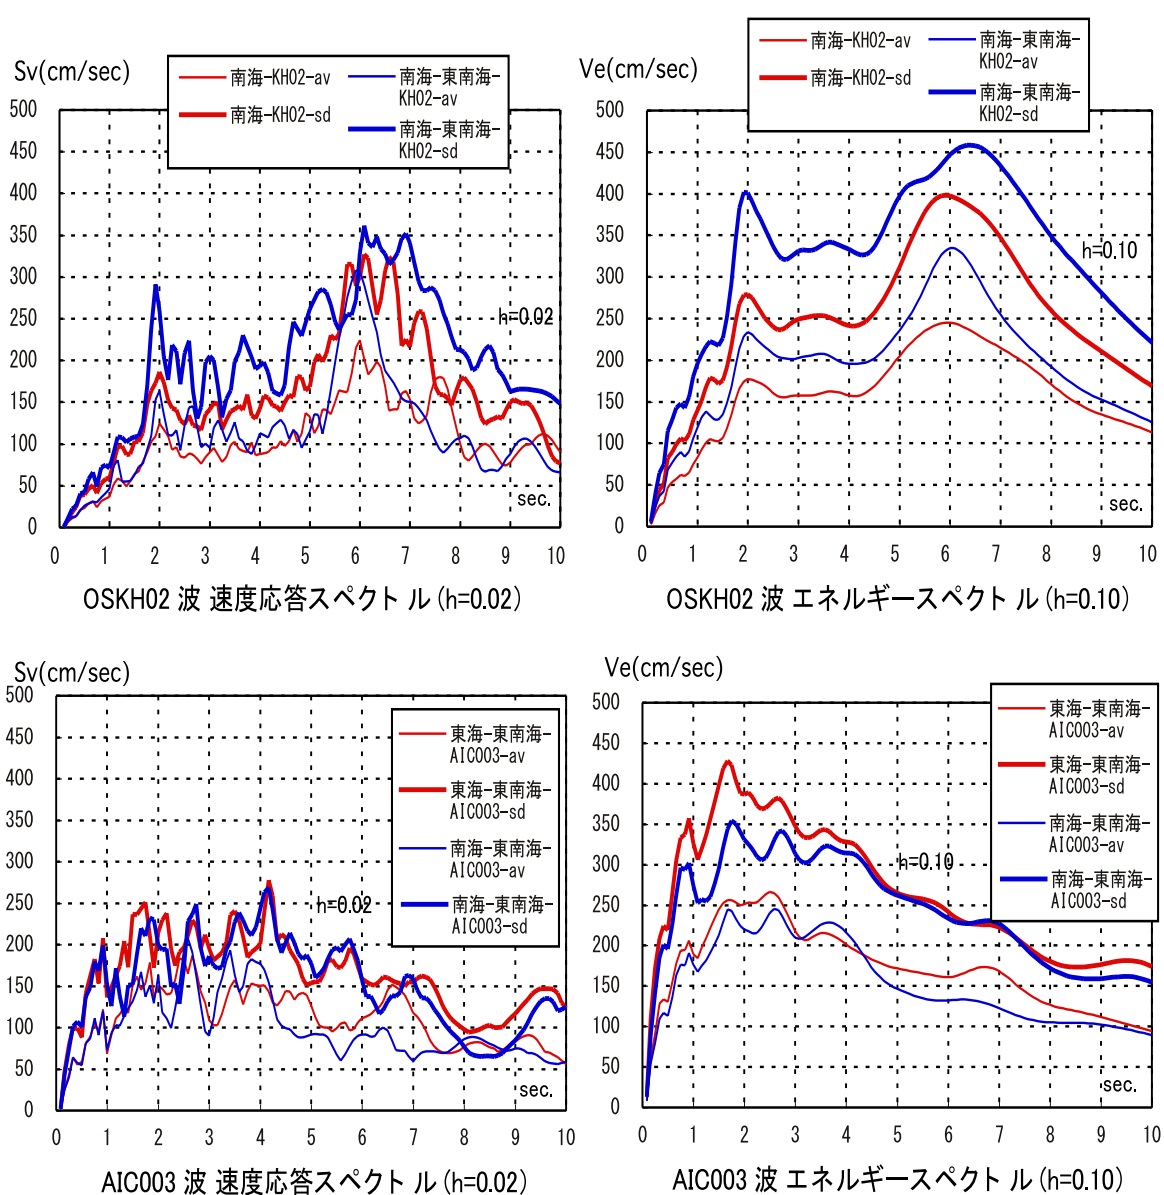 Sv(cm/sec)
南海-KH02-av
南海-KH02-sd
南海-東南海-
KH02-av
南海-東南海-
KH02-sd
500
450
400
350
300
250
200
150
100
50
0
h=0.02
sec.
0 1 2 3 4 5 6 7 8 9 10
OSKH02 波 速度応答スペクトル (h=0.02)
Ve(cm/sec)
南海-KH02-av
南海-KH02-sd
南海-東南海-
KH02-av
南海-東南海-
KH02-sd
500
450
400
350
300
250
200
150
100
50
0
h=0.10
sec.
0 1 2 3 4 5 6 7 8 9 10
OSKH02 波 エネルギースペクトル (h=0.10)
Sv(cm/sec)
東海-東南海-
AIC003-av
東海-東南海-
AIC003-sd
南海-東南海-
AIC003-av
南海-東南海-
AIC003-sd
500
450
400
350
300
250
200
150
100
50
0
h=0.02
sec.
0 1 2 3 4 5 6 7 8 9 10
AIC003 波 速度応答スペクトル (h=0.02)
Ve(cm/sec)
東海-東南海-
AIC003-av
東海-東南海-
AIC003-sd
南海-東南海-
AIC003-av
南海-東南海-
AIC003-sd
500
450
400
350
300
250
200
150
100
50
0
h=0.10
sec.
0 1 2 3 4 5 6 7 8 9 10
AIC003 波 エネルギースペクトル (h=0.10)